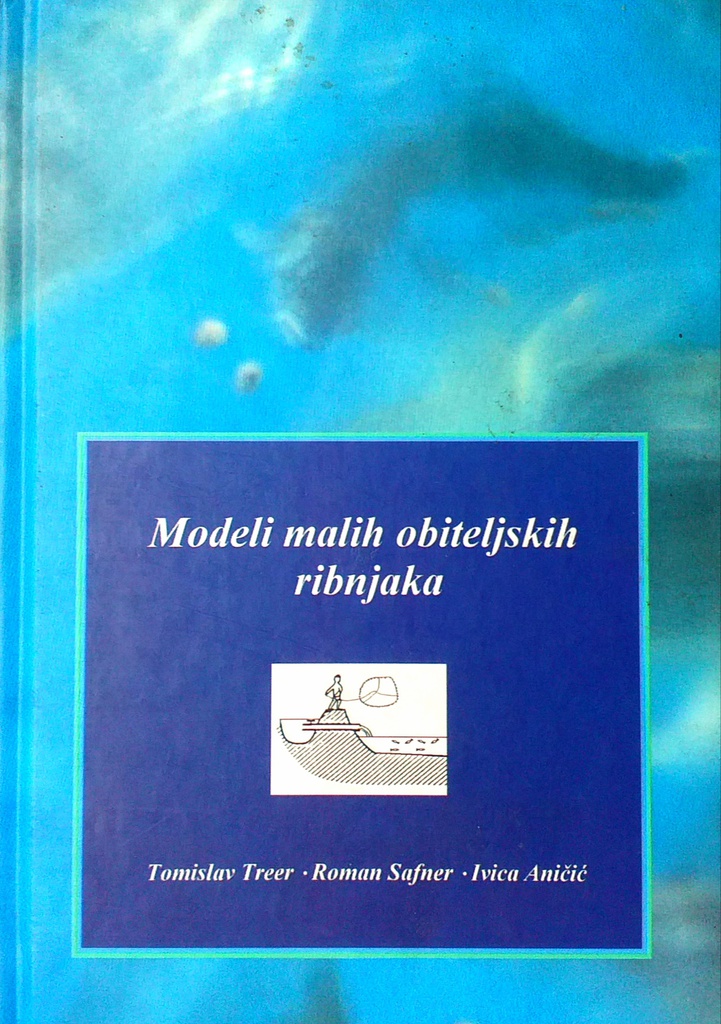 Modeli malih obiteljskih
ribnjaka
Tomislav Treer · Roman Safner · Ivica Aničić